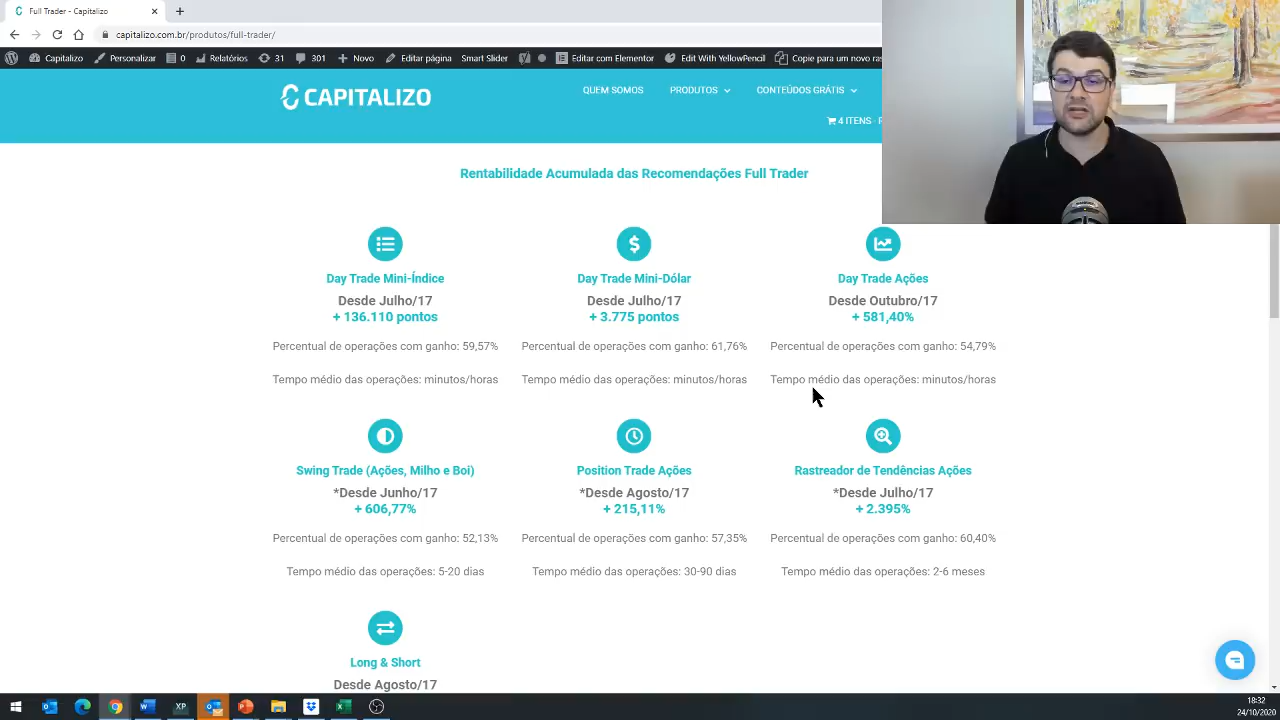 Full Trader - Capitalizo
capitalizo.com.br/produtos/full-trader/
Capitalizo Personalizar 0 Relatórios 31 301 Novo Editar página Smart Slider Editar com Elementor Edit With YellowPencil Copie para um novo ras
CAPITALIZO
QUEM SOMOS PRODUTOS CONTEÚDOS GRÁTIS
4 ITENS
Rentabilidade Acumulada das Recomendações Full Trader
Day Trade Mini-Índice
Desde Julho/17
+ 136.110 pontos
Percentual de operações com ganho: 59,57%
Tempo médio das operações: minutos/horas
Day Trade Mini-Dólar
Desde Julho/17
+ 3.775 pontos
Percentual de operações com ganho: 61,76%
Tempo médio das operações: minutos/horas
Day Trade Ações
Desde Outubro/17
+ 581,40%
Percentual de operações com ganho: 54,79%
Tempo médio das operações: minutos/horas
Swing Trade (Ações, Milho e Boi)
*Desde Junho/17
+ 606,77%
Percentual de operações com ganho: 52,13%
Tempo médio das operações: 5-20 dias
Position Trade Ações
*Desde Agosto/17
+ 215,11%
Percentual de operações com ganho: 57,35%
Tempo médio das operações: 30-90 dias
Rastreador de Tendências Ações
*Desde Julho/17
+ 2.395%
Percentual de operações com ganho: 60,40%
Tempo médio das operações: 2-6 meses
Long & Short
Desde Agosto/17
XP
18:32
24/10/2020